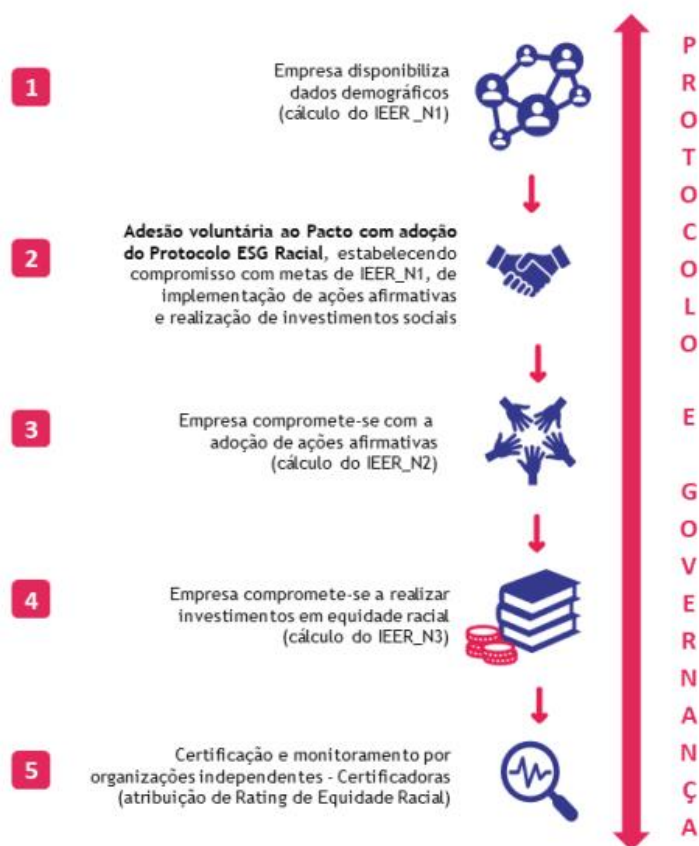 1
Empresa disponibiliza
dados demográficos
(cálculo do IEER_N1)
2
Adesão voluntária ao Pacto com adoção
do Protocolo ESG Racial, estabelecendo
compromisso com metas de IEER_N1, de
implementação de ações afirmativas
e realização de investimentos sociais
3
Empresa compromete-se com a
adoção de ações afirmativas
(cálculo do IEER_N2)
4
Empresa compromete-se a realizar
investimentos em equidade racial
(cálculo do IEER_N3)
5
Certificação e monitoramento por
organizações independentes - Certificadoras
(atribuição de Rating de Equidade Racial)
PROTOCOLO E GOVERNANÇA